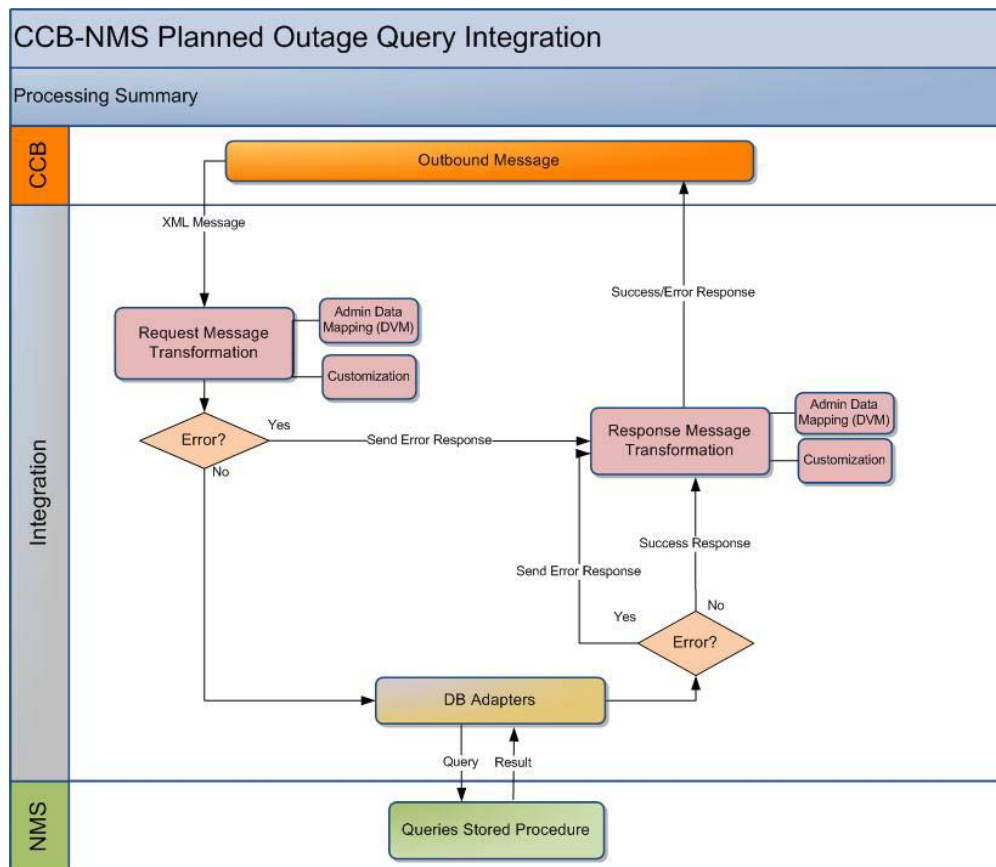 CCB-NMS Planned Outage Query Integration
Processing Summary
CCB
Outbound Message
XML Message
Integration
Success/Error Response
Request Message
Transformation
Admin Data
Mapping (DVM)
Customization
Error?
Yes
No
Send Error Response
Response Message
Transformation
Admin Data
Mapping (DVM)
Customization
Success Response
Send Error Response
Yes
No
Error?
DB Adapters
Query
Result
NMS
Queries Stored Procedure